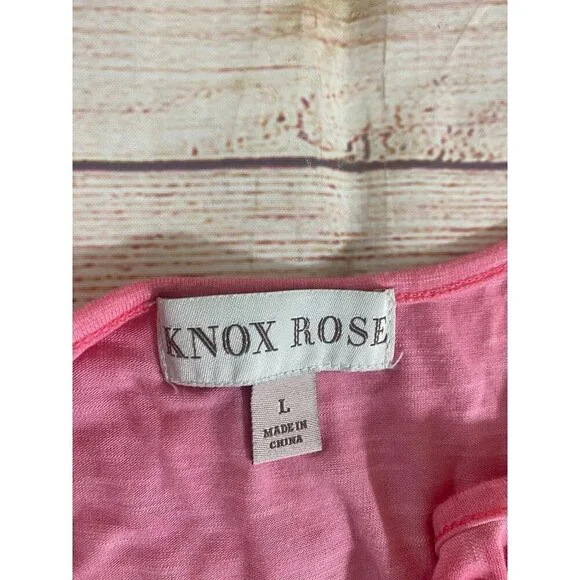 KNOX ROSE
L
MADE IN
CHINA